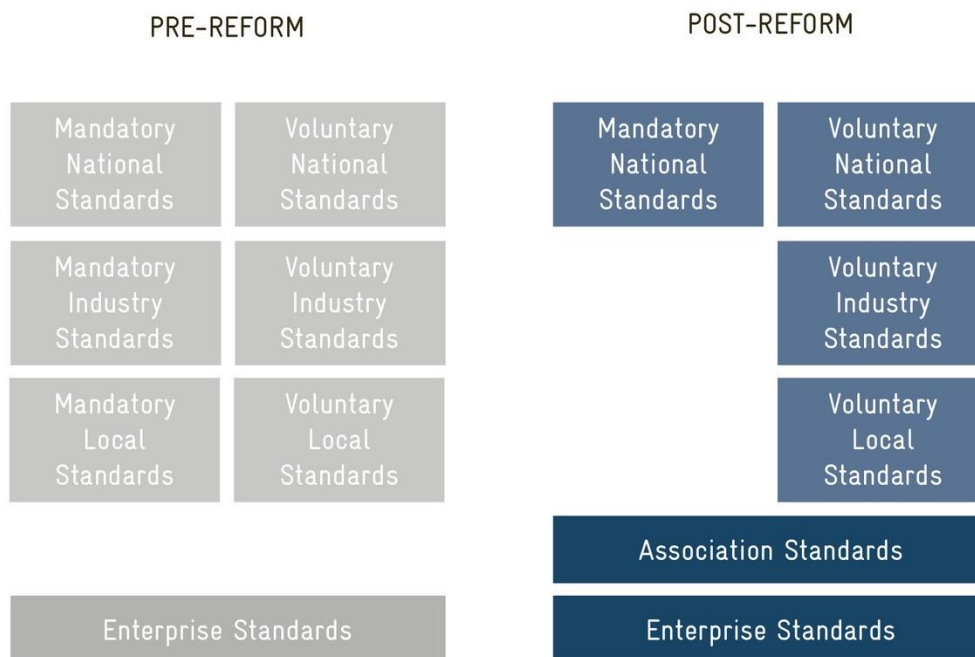 PRE-REFORM
Mandatory
National
Standards
Voluntary
National
Standards
Mandatory
Industry
Standards
Voluntary
Industry
Standards
Mandatory
Local
Standards
Voluntary
Local
Standards
Enterprise Standards
POST-REFORM
Mandatory
National
Standards
Voluntary
National
Standards
Voluntary
Industry
Standards
Voluntary
Local
Standards
Association Standards
Enterprise Standards